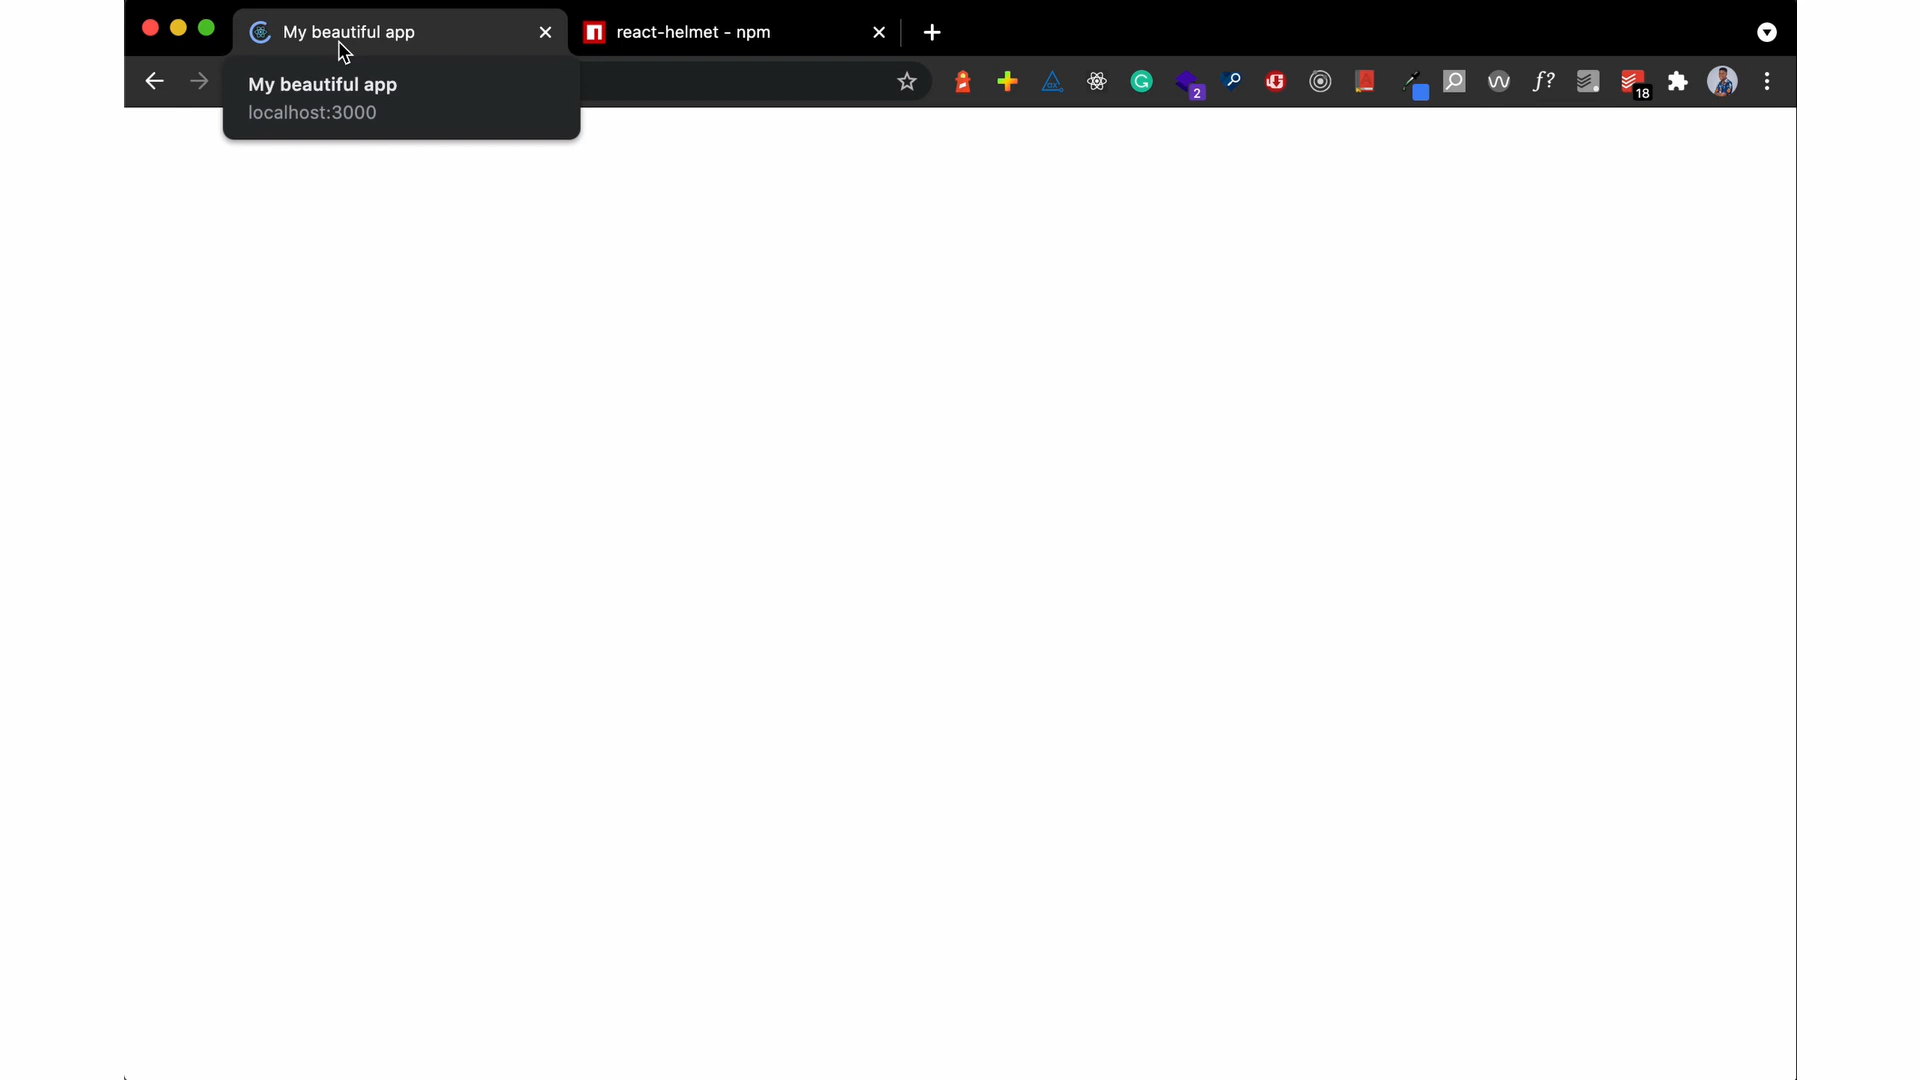 My beautiful app
react-helmet - npm
My beautiful app
localhost:3000
2
f?
18